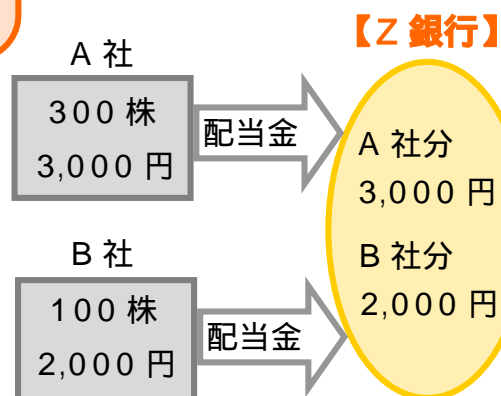 【Z 銀行】
A 社
300 株
3,000 円
配当金
A 社分
3,000 円
B 社
100 株
2,000 円
配当金
B 社分
2,000 円